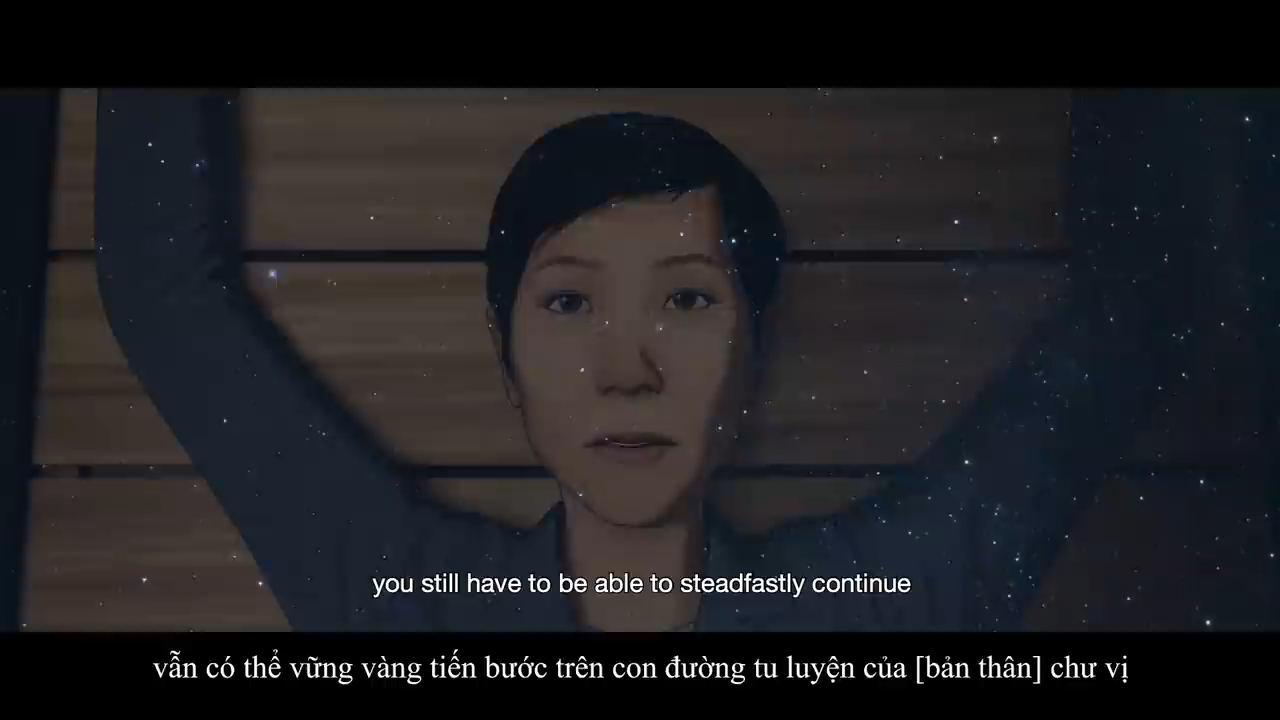 you still have to be able to steadfastly continue
vẫn có thể vững vàng tiến bước trên con đường tu luyện của [bản thân] chư vị